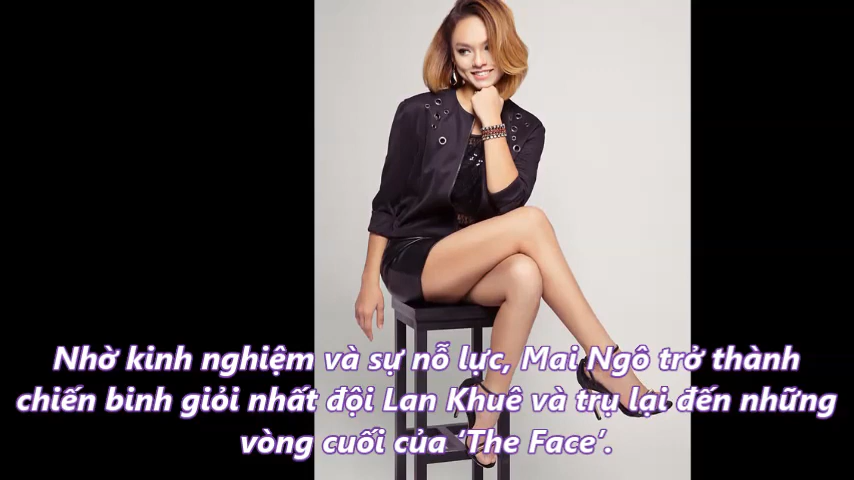 Nhờ kinh nghiệm và sự nỗ lực, Mai Ngô trở thành
chiến binh giỏi nhất đội Lan Khuê và trụ lại đến những
vòng cuối của ‘The Face’.